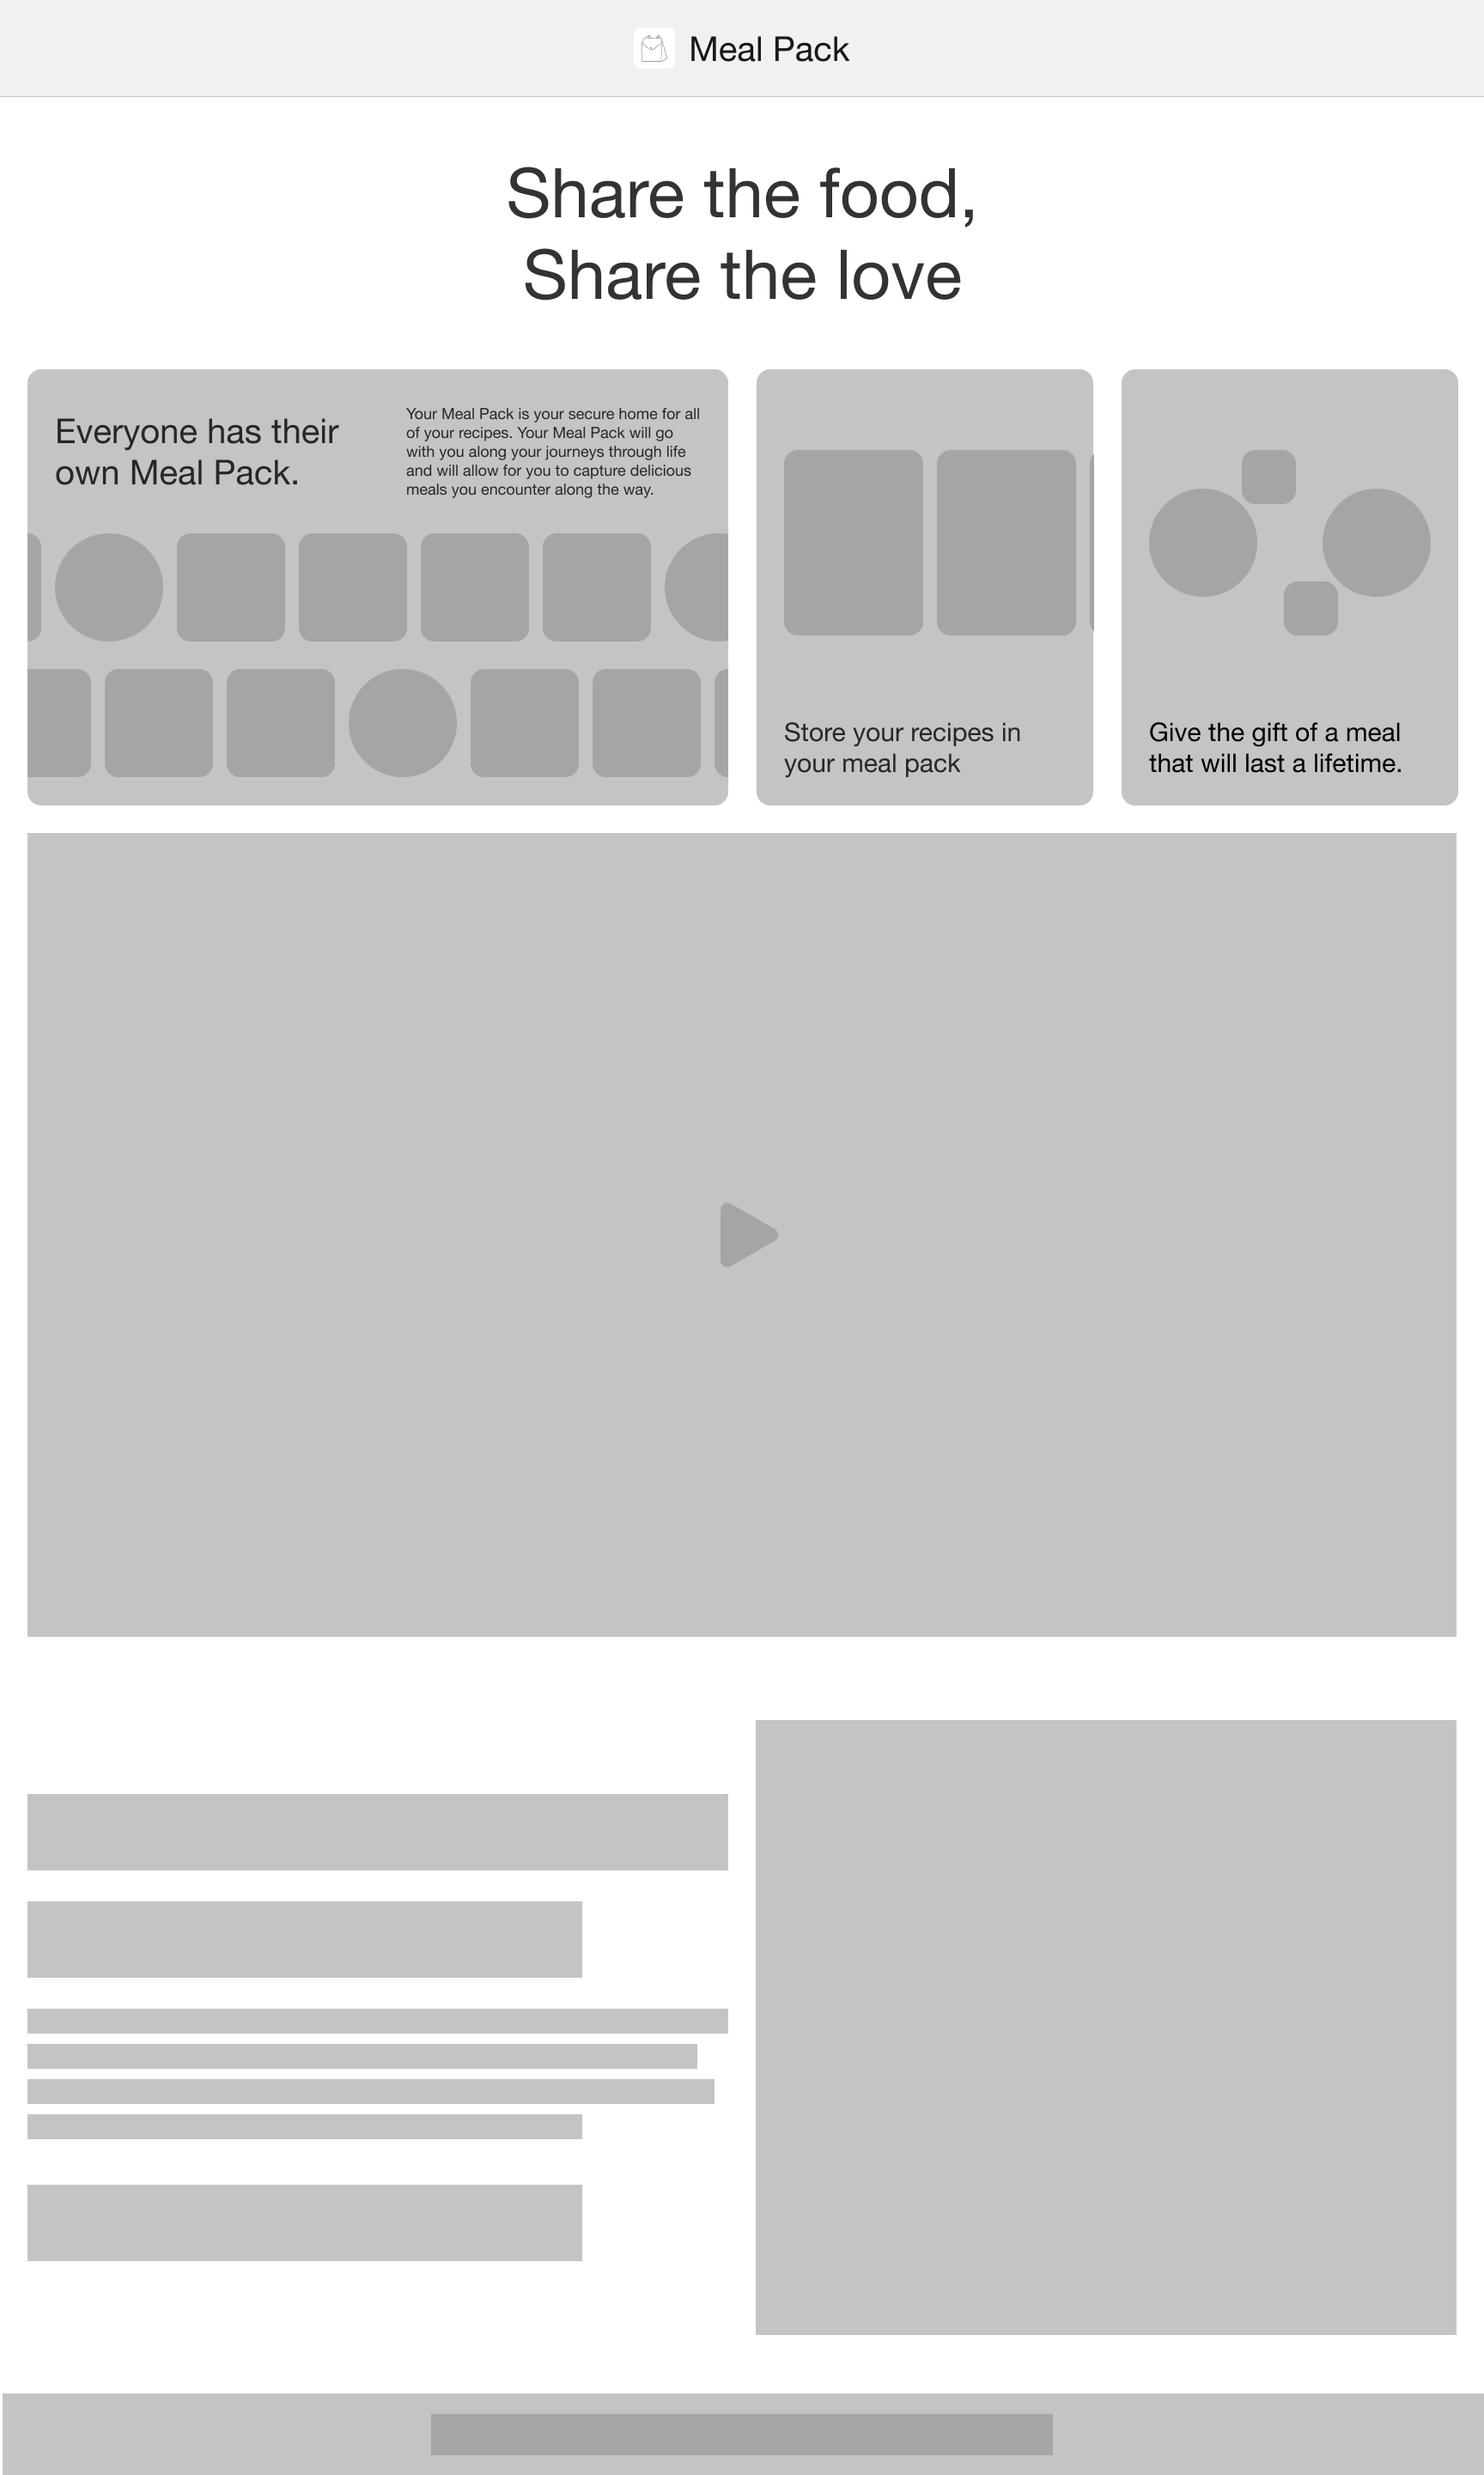 Meal Pack
Share the food,
Share the love
Everyone has their
own Meal Pack.
Your Meal Pack is your secure home for all
of your recipes. Your Meal Pack will go
with you along your journeys through life
and will allow for you to capture delicious
meals you encounter along the way.
Store your recipes in
your meal pack
Give the gift of a meal
that will last a lifetime.